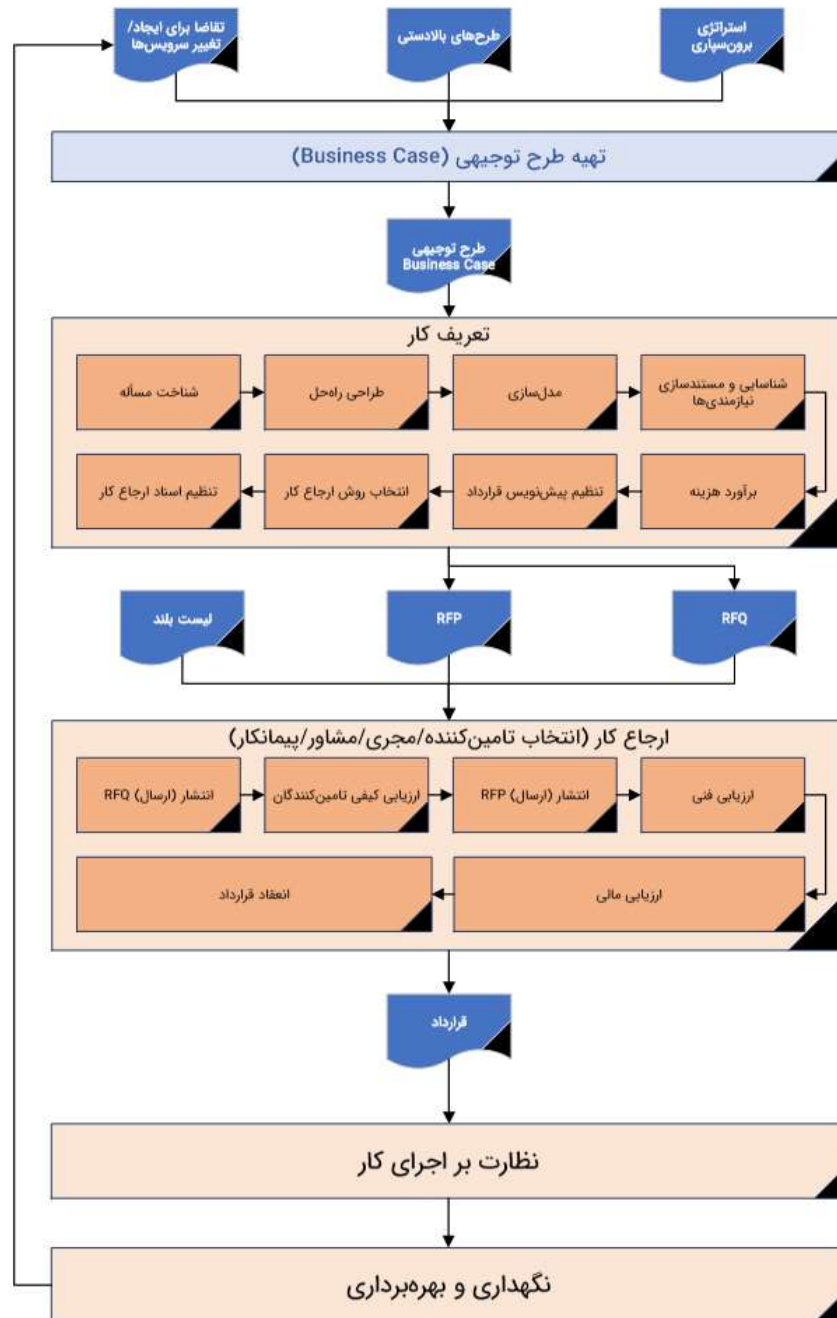 استراتژی
برون‌سپاری
طرح‌های بالادستی
تقاضا برای ایجاد/
تغییر سرویس‌ها
تهیه طرح توجیهی (Business Case)
طرح توجیهی
Business Case
تعریف کار
شناخت مسأله
طراحی راه‌حل
مدل‌سازی
شناسایی و مستندسازی
نیازمندی‌ها
برآورد هزینه
تنظیم پیش‌نویس قرارداد
انتخاب روش ارجاع کار
تنظیم اسناد ارجاع کار
RFQ
RFP
لیست بلند
ارجاع کار (انتخاب تامین‌کننده/مجری/مشاور/پیمانکار)
انتشار (ارسال) RFQ
ارزیابی کیفی تامین‌کنندگان
انتشار (ارسال) RFP
ارزیابی فنی
ارزیابی مالی
انعقاد قرارداد
قرارداد
نظارت بر اجرای کار
نگهداری و بهره‌برداری